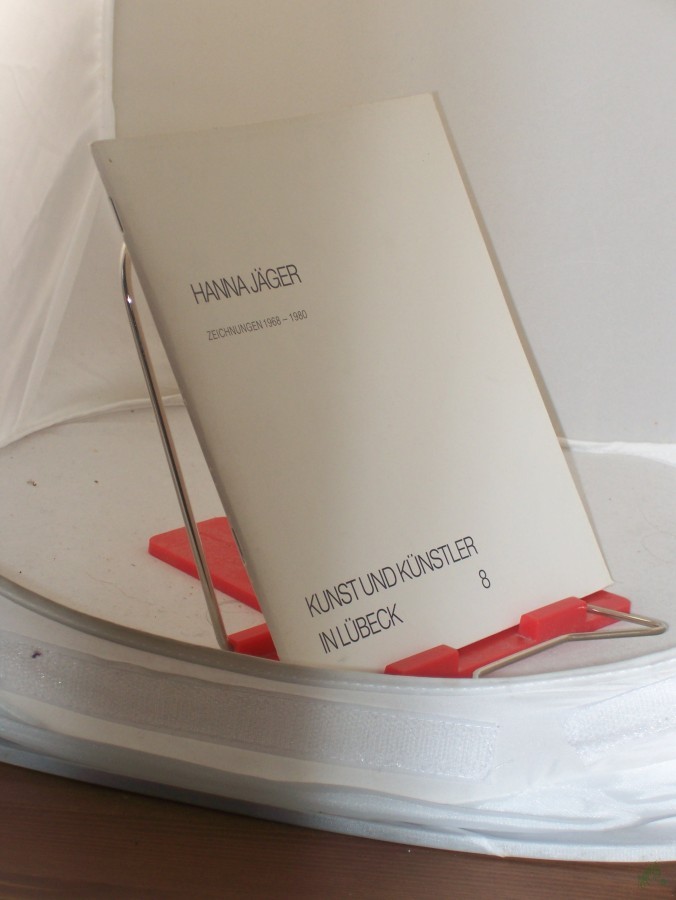 HANNA JÄGER
ZEICHNUNGEN 1968 – 1980
KUNST UND KÜNSTLER
IN LÜBECK 8